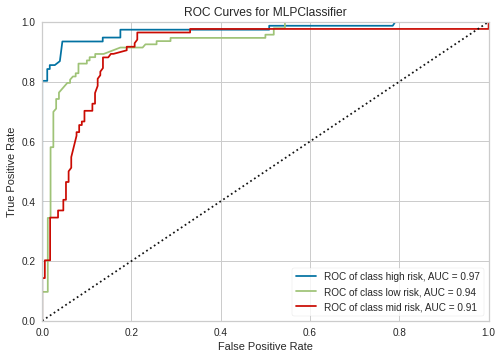 ROC Curves for MLPClassifier
True Positive Rate
1.0
0.8
0.6
0.4
0.2
0.0
ROC of class high risk, AUC = 0.97
ROC of class low risk, AUC = 0.94
ROC of class mid risk, AUC = 0.91
0.0 0.2 0.4 0.6 0.8 1.0
False Positive Rate